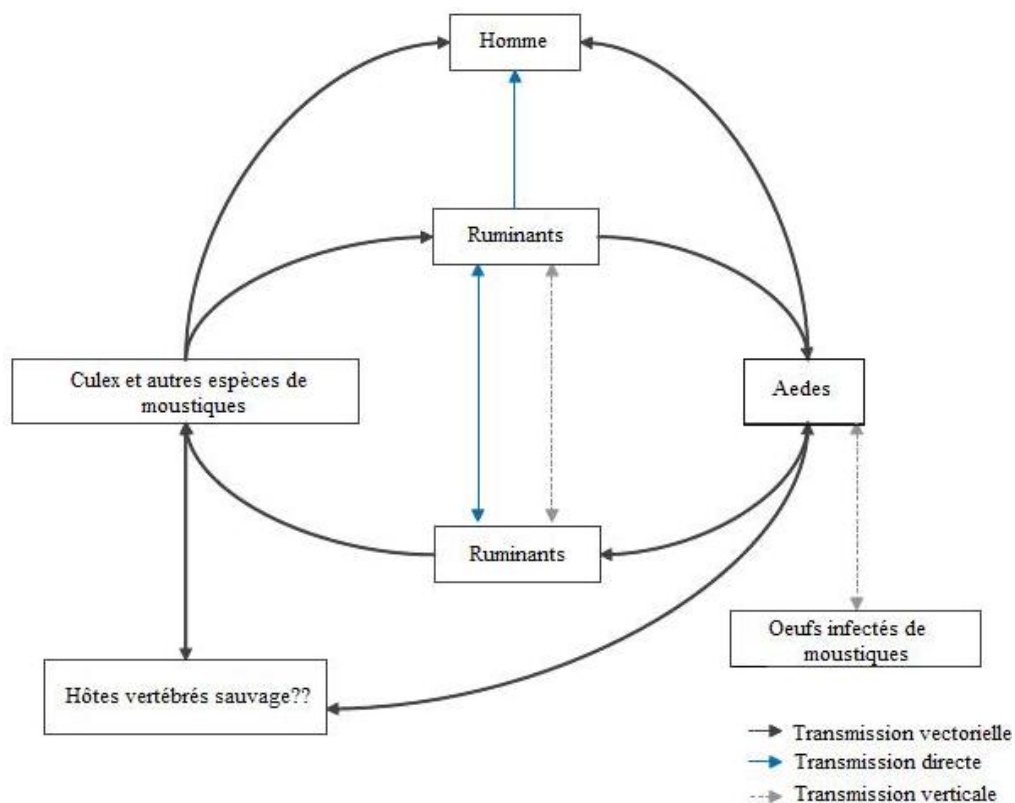 Homme
Ruminants
Culex et autres espèces de
moustiques
Aedes
Ruminants
Oeufs infectés de
moustiques
Hôtes vertébrés sauvage??
Transmission vectorielle
Transmission directe
Transmission verticale